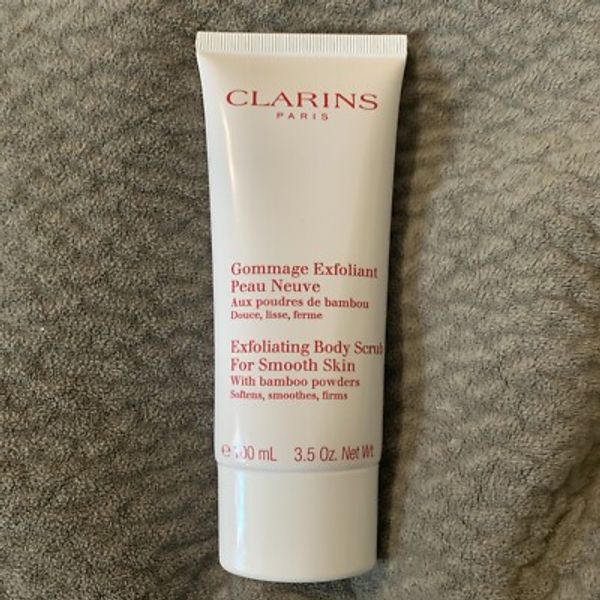 CLARINS
PARIS
Gommage Exfoliant
Peau Neuve
Aux poudres de bambou
Douce, lisse, ferme
Exfoliating Body Scrub
For Smooth Skin
With bamboo powders
Softens, smoothes, firms
℮ 100 mL 3.5 Oz. Net Wt